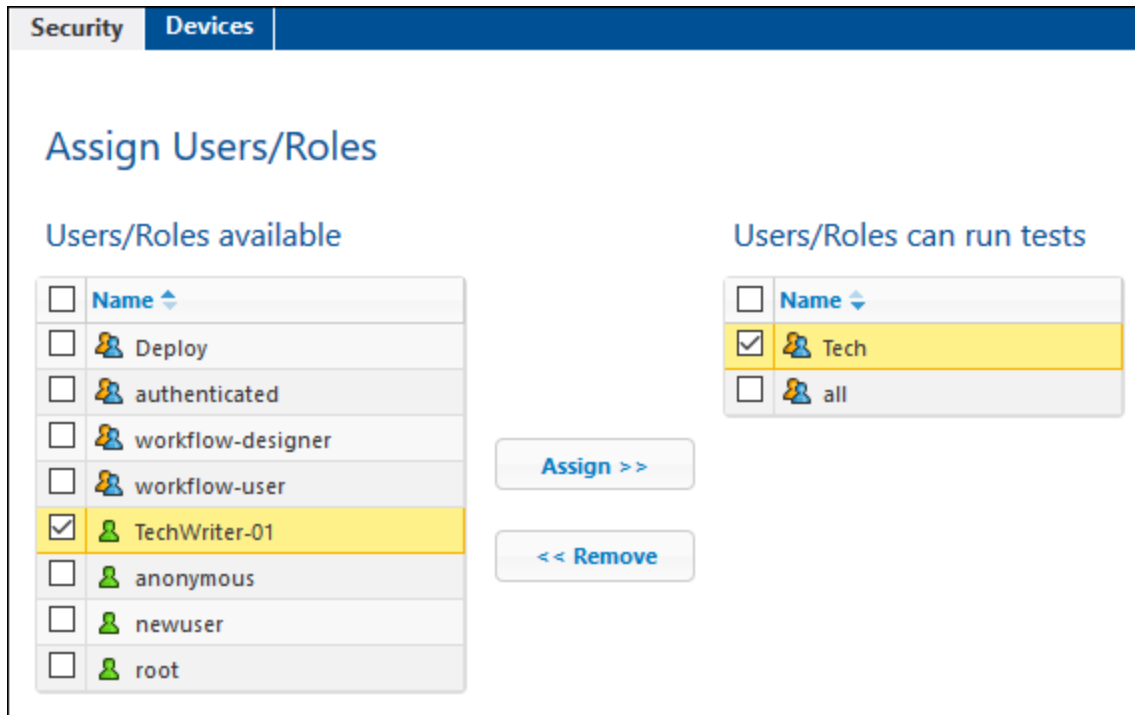 Security Devices
Assign Users/Roles
Users/Roles available
Name
Deploy
authenticated
workflow-designer
workflow-user
TechWriter-01
anonymous
newuser
root
Assign >>
<< Remove
Users/Roles can run tests
Name
Tech
all